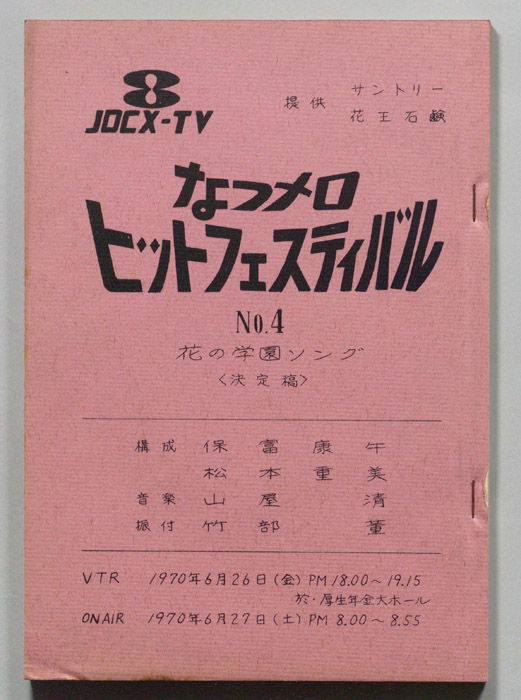 8
JOCX-TV
提供 サントリー
花王石鹸
なつメロ
ヒットフェスティバル
No.4
花の学園ソング
〈決定稿〉
構成 保富康午
松本重美
音楽 山屋清
振付 竹部董
VTR 1970年6月26日(金)PM 18.00〜19.15
於・厚生年金大ホール
ON AIR 1970年6月27日(土)PM 8.00〜8.55